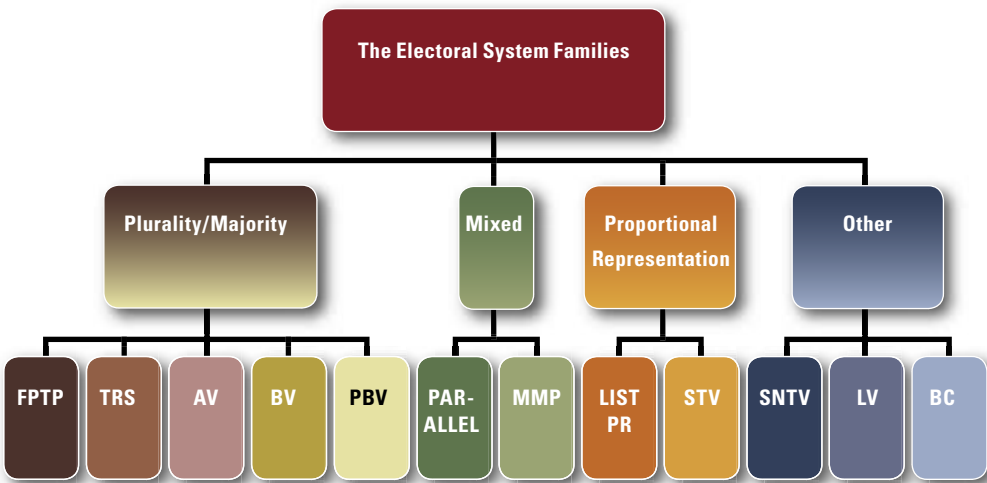 The Electoral System Families
Plurality/Majority
Mixed
Proportional
Representation
Other
FPTP
TRS
AV
BV
PBV
PAR-
ALLEL
MMP
LIST
PR
STV
SNTV
LV
BC